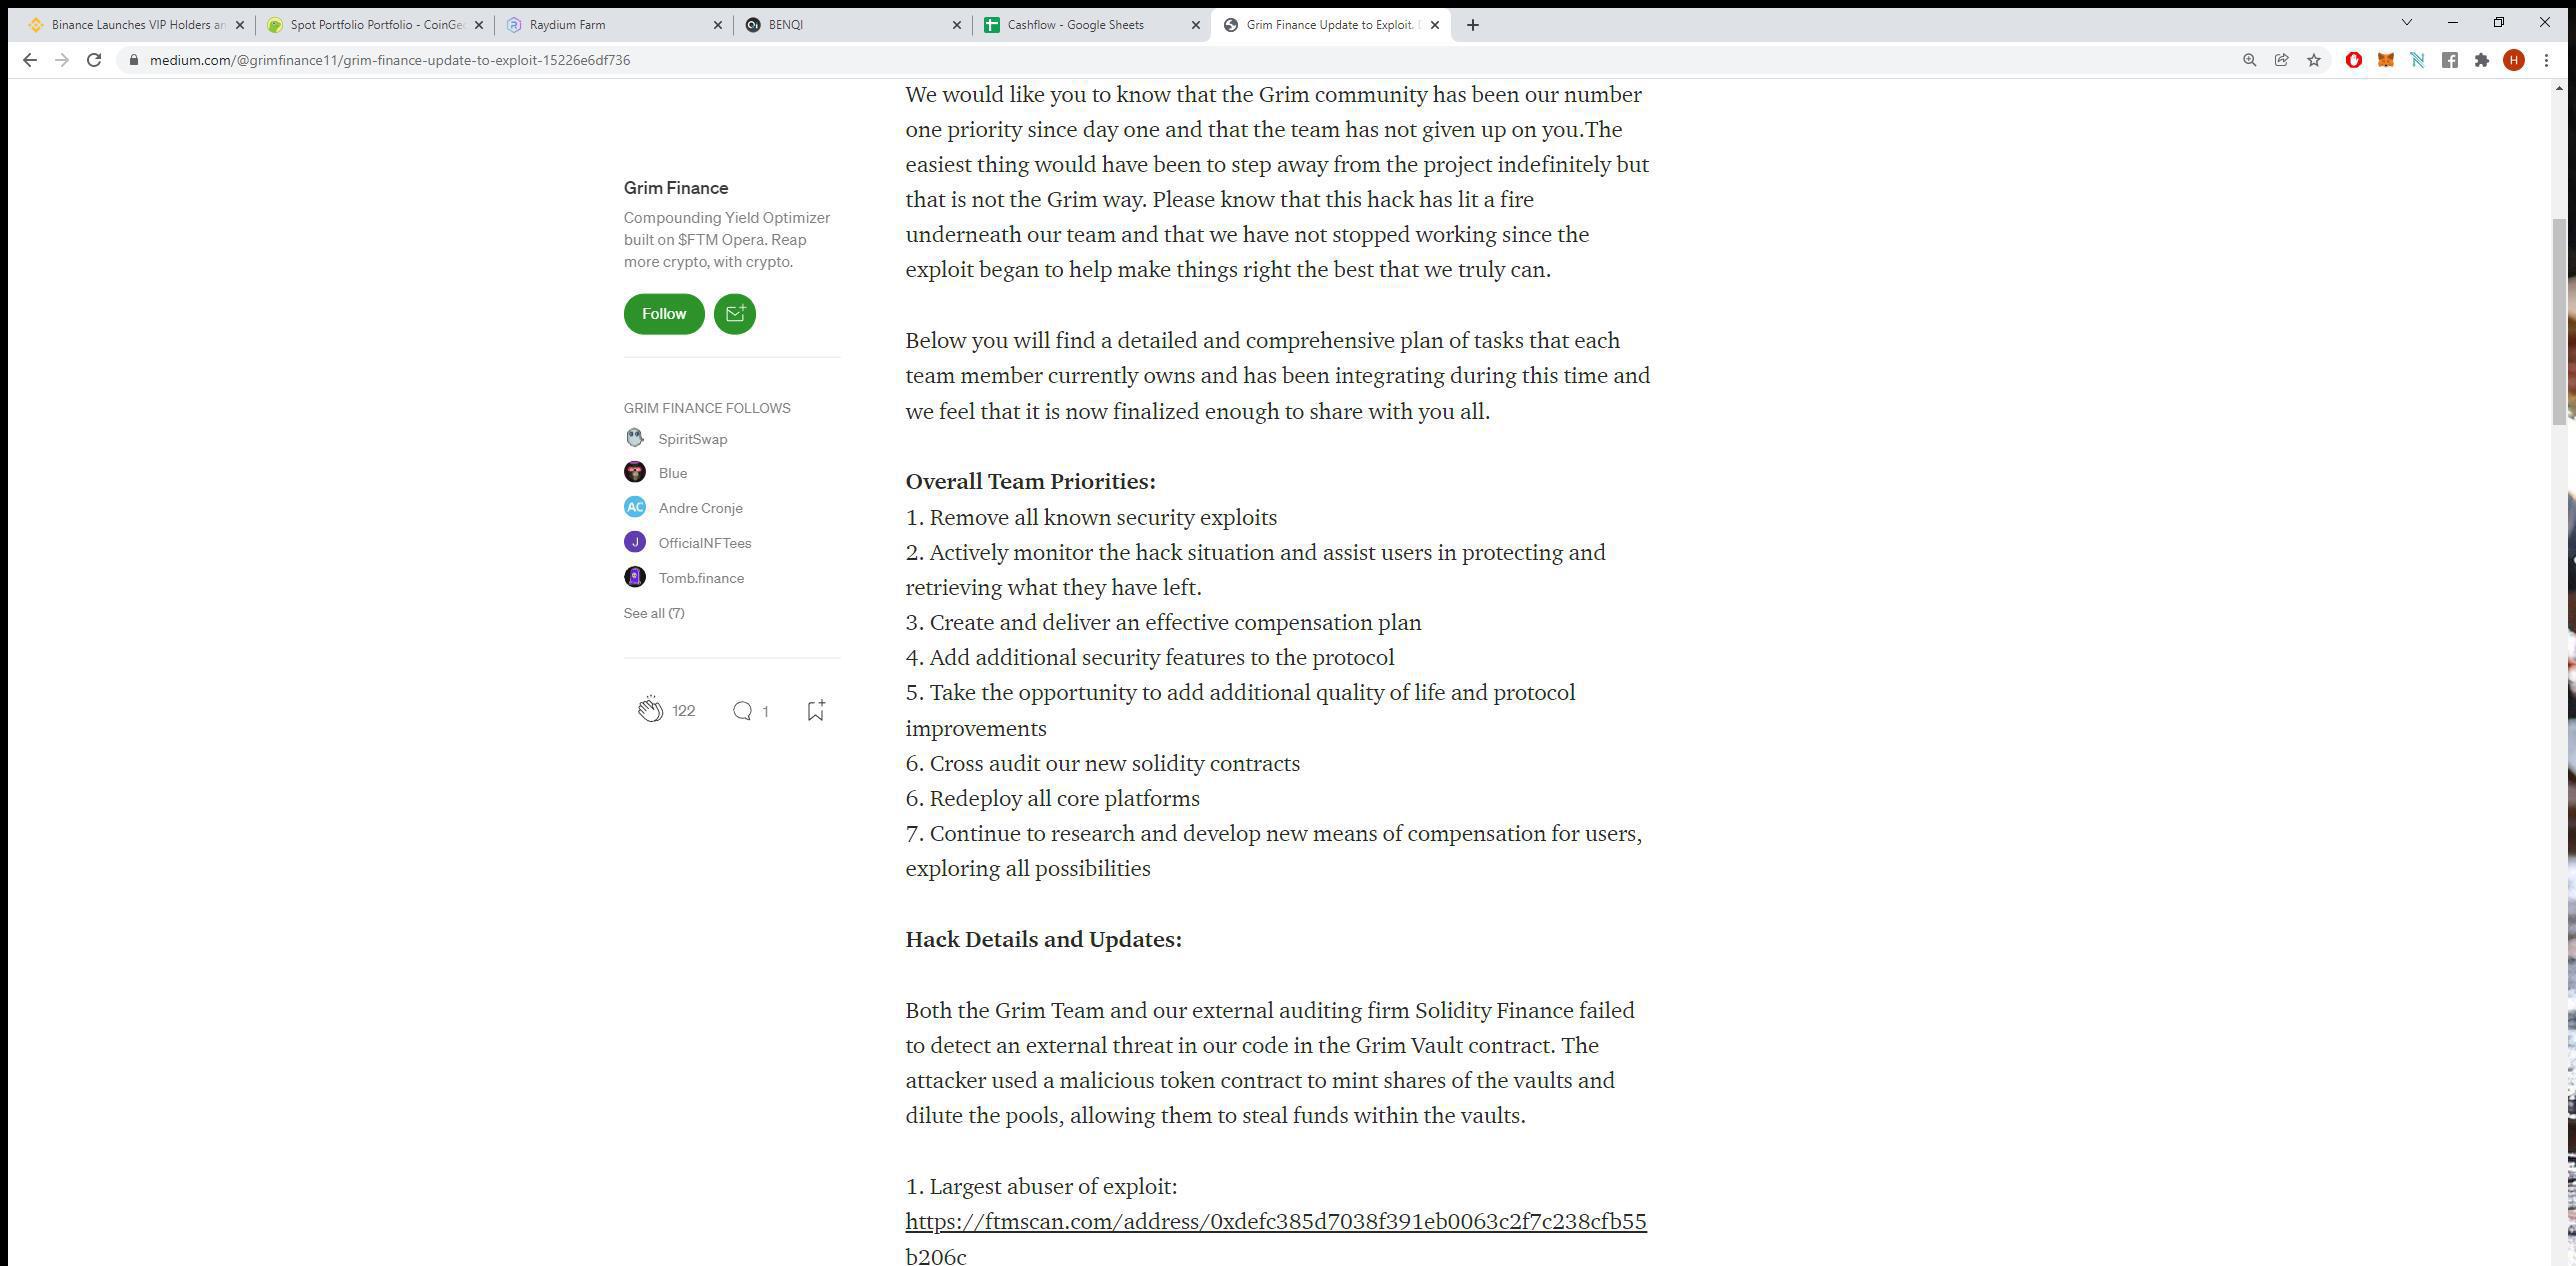 Binance Launches VIP Holders an
Spot Portfolio Portfolio - CoinGe
Raydium Farm
BENQI
Cashflow - Google Sheets
Grim Finance Update to Exploit.
medium.com/@grimfinance11/grim-finance-update-to-exploit-15226e6df736
H
Grim Finance
Compounding Yield Optimizer
built on $FTM Opera. Reap
more crypto, with crypto.
Follow
GRIM FINANCE FOLLOWS
SpiritSwap
Blue
AC Andre Cronje
J OfficialNFTees
Tomb.finance
See all (7)
122 1
We would like you to know that the Grim community has been our number
one priority since day one and that the team has not given up on you.The
easiest thing would have been to step away from the project indefinitely but
that is not the Grim way. Please know that this hack has lit a fire
underneath our team and that we have not stopped working since the
exploit began to help make things right the best that we truly can.
Below you will find a detailed and comprehensive plan of tasks that each
team member currently owns and has been integrating during this time and
we feel that it is now finalized enough to share with you all.
Overall Team Priorities:
1. Remove all known security exploits
2. Actively monitor the hack situation and assist users in protecting and
retrieving what they have left.
3. Create and deliver an effective compensation plan
4. Add additional security features to the protocol
5. Take the opportunity to add additional quality of life and protocol
improvements
6. Cross audit our new solidity contracts
6. Redeploy all core platforms
7. Continue to research and develop new means of compensation for users,
exploring all possibilities
Hack Details and Updates:
Both the Grim Team and our external auditing firm Solidity Finance failed
to detect an external threat in our code in the Grim Vault contract. The
attacker used a malicious token contract to mint shares of the vaults and
dilute the pools, allowing them to steal funds within the vaults.
1. Largest abuser of exploit:
https://ftmscan.com/address/0xdefc385d7038f391eb0063c2f7c238cfb55
b206c